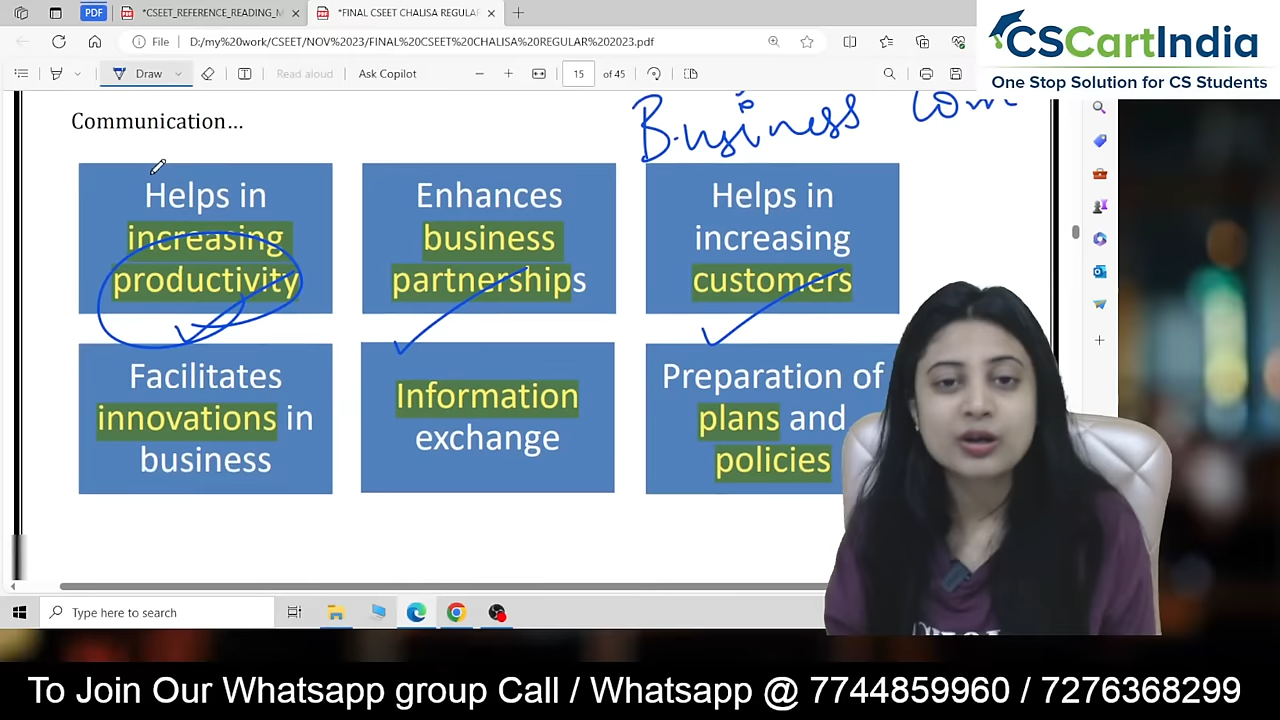 PDF
*CSEET_REFERENCE_READING_M
*FINAL CSEET CHALISA REGULAR
File
D:/my%20work/CSEET/NOV%2023/FINAL%20CSEET%20CHALISA%20REGULAR%202023.pdf
CSCartIndia
One Stop Solution for CS Students
Draw
Read aloud
Ask Copilot
15
of 45
Business Com
Communication...
Helps in
increasing
productivity
Enhances
business
partnerships
Helps in
increasing
customers
Facilitates
innovations in
business
Information
exchange
Preparation of
plans and
policies
Type here to search
To Join Our Whatsapp group Call / Whatsapp @ 7744859960 / 7276368299